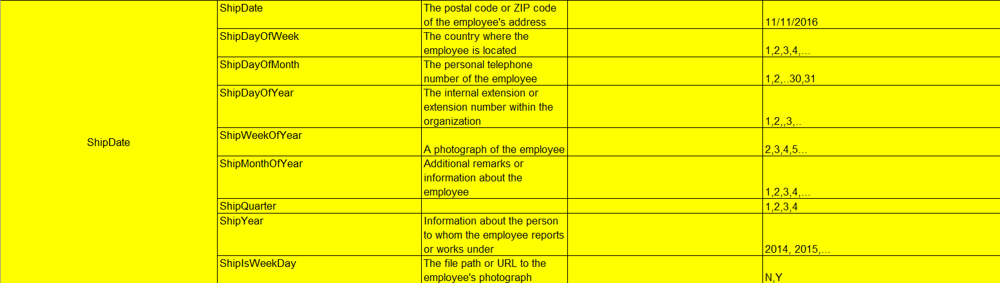 ShipDate
ShipDate
The postal code or ZIP code
of the employee's address
11/11/2016
ShipDayOfWeek
The country where the
employee is located
1,2,3,4,...
ShipDayOfMonth
The personal telephone
number of the employee
1,2,..30,31
ShipDayOfYear
The internal extension or
extension number within the
organization
1,2,,3,..
ShipWeekOfYear
A photograph of the employee
2,3,4,5...
ShipMonthOfYear
Additional remarks or
information about the
employee
1,2,3,4,...
ShipQuarter
1,2,3,4
ShipYear
Information about the person
to whom the employee reports
or works under
2014, 2015,...
ShipIsWeekDay
The file path or URL to the
employee's photograph
N,Y